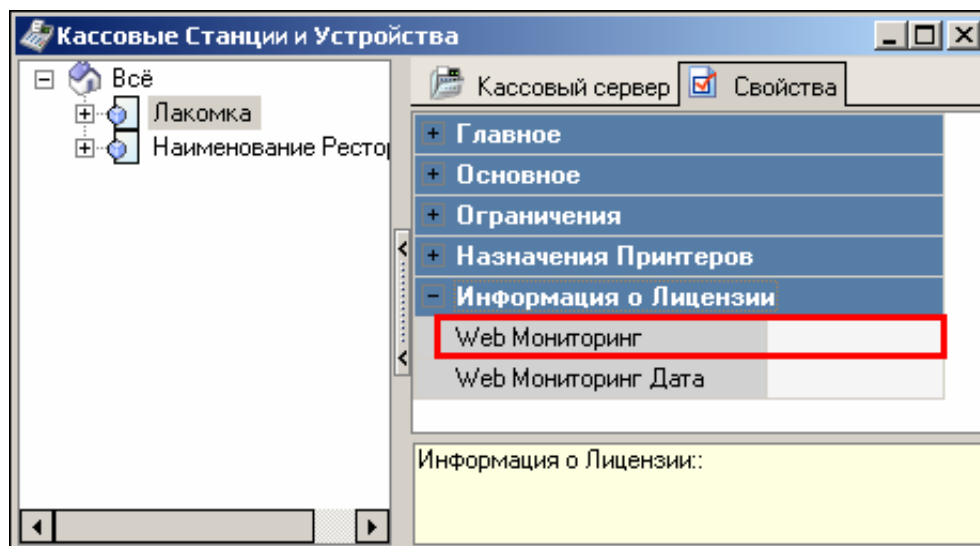 Кассовые Станции и Устройства
Всё
Лакомка
Наименование Рестор
Кассовый сервер
Свойства
Главное
Основное
Ограничения
Назначения Принтеров
Информация о Лицензии
Web Мониторинг
Web Мониторинг Дата
Информация о Лицензии::